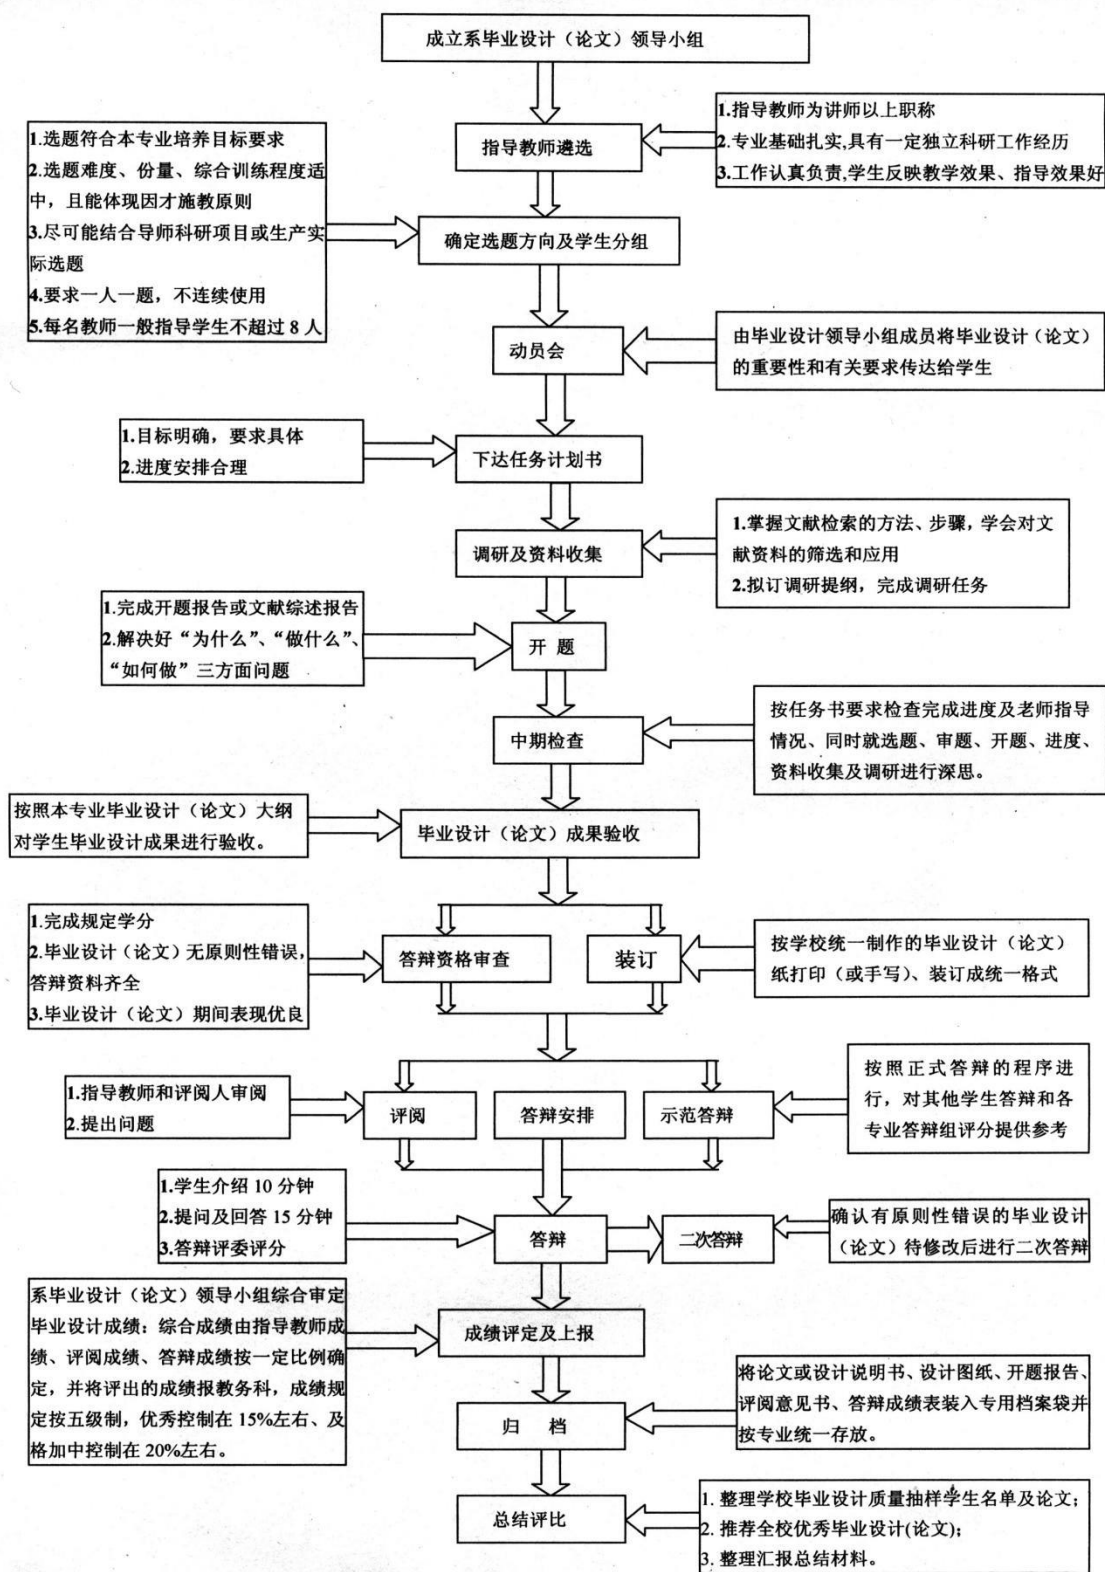 成立系毕业设计（论文）领导小组
1.指导教师为讲师以上职称
2.专业基础扎实,具有一定独立科研工作经历
3.工作认真负责,学生反映教学效果、指导效果好
指导教师遴选
1.选题符合本专业培养目标要求
2.选题难度、份量、综合训练程度适
中，且能体现因才施教原则
3.尽可能结合导师科研项目或生产实
际选题
4.要求一人一题，不连续使用
5.每名教师一般指导学生不超过 8 人
确定选题方向及学生分组
动员会
由毕业设计领导小组成员将毕业设计（论文）
的重要性和有关要求传达给学生
1.目标明确，要求具体
2.进度安排合理
下达任务计划书
调研及资料收集
1.掌握文献检索的方法、步骤，学会对文
献资料的筛选和应用
2.拟订调研提纲，完成调研任务
1.完成开题报告或文献综述报告
2.解决好“为什么”、“做什么”、
“如何做”三方面问题
开 题
中期检查
按任务书要求检查完成进度及老师指导
情况、同时就选题、审题、开题、进度、
资料收集及调研进行深思。
按照本专业毕业设计（论文）大纲
对学生毕业设计成果进行验收。
毕业设计（论文）成果验收
1.完成规定学分
2.毕业设计（论文）无原则性错误，
答辩资料齐全
3.毕业设计（论文）期间表现优良
答辩资格审查
装订
按学校统一制作的毕业设计（论文）
纸打印（或手写）、装订成统一格式
1.指导教师和评阅人审阅
2.提出问题
评阅
答辩安排
示范答辩
按照正式答辩的程序进
行，对其他学生答辩和各
专业答辩组评分提供参考
1.学生介绍 10 分钟
2.提问及回答 15 分钟
3.答辩评委评分
答辩
二次答辩
确认有原则性错误的毕业设计
（论文）待修改后进行二次答辩
系毕业设计（论文）领导小组综合审定
毕业设计成绩：综合成绩由指导教师成
绩、评阅成绩、答辩成绩按一定比例确
定，并将评出的成绩报教务科，成绩规
定按五级制，优秀控制在 15%左右、及
格加中控制在 20%左右。
成绩评定及上报
归 档
将论文或设计说明书、设计图纸、开题报告、
评阅意见书、答辩成绩表装入专用档案袋并
按专业统一存放。
总结评比
1. 整理学校毕业设计质量抽样学生名单及论文；
2. 推荐全校优秀毕业设计(论文)；
3. 整理汇报总结材料。